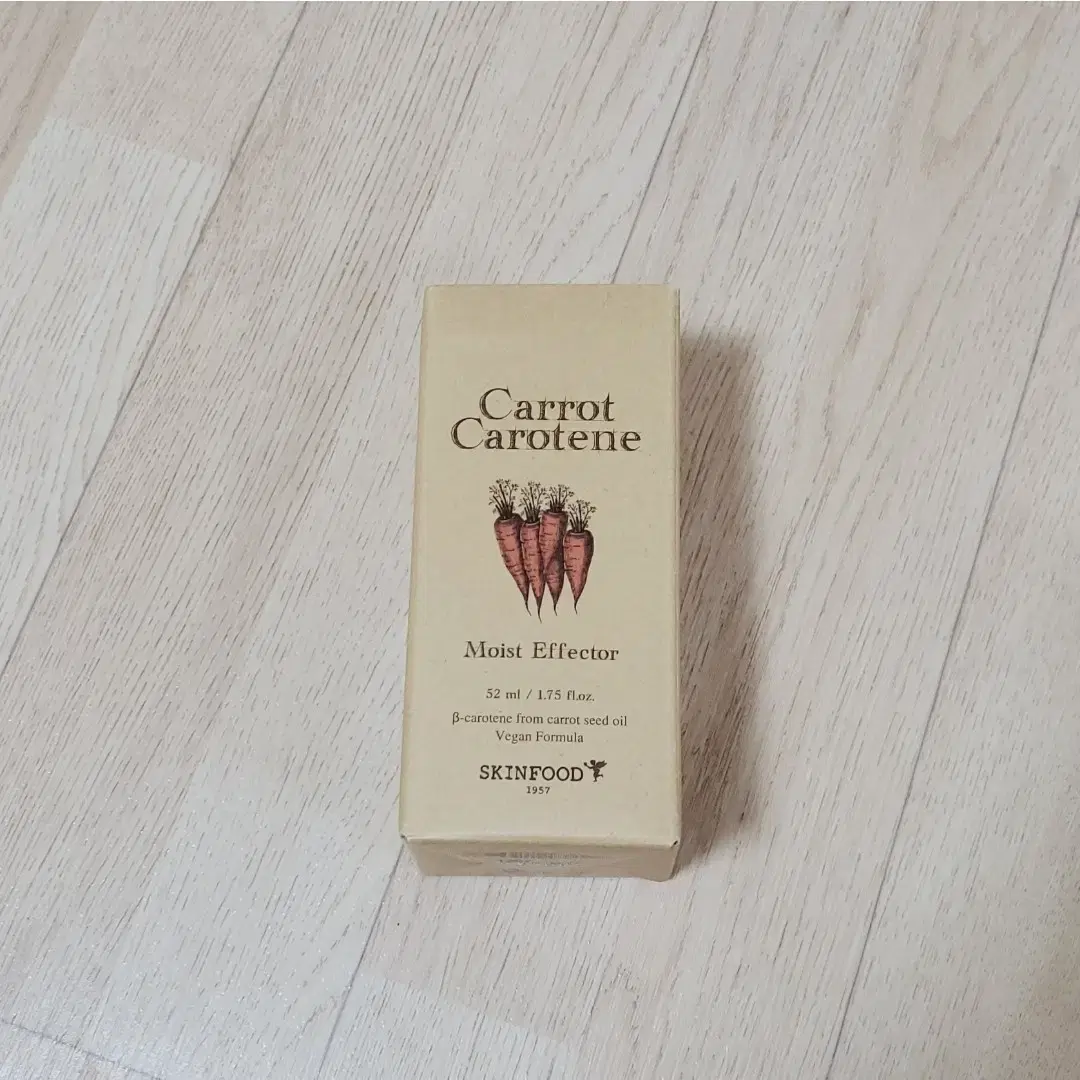 Carrot
Carotene
Moist Effector
52 ml / 1.75 fl.oz.
β-carotene from carrot seed oil
Vegan Formula
SKINFOOD
1957